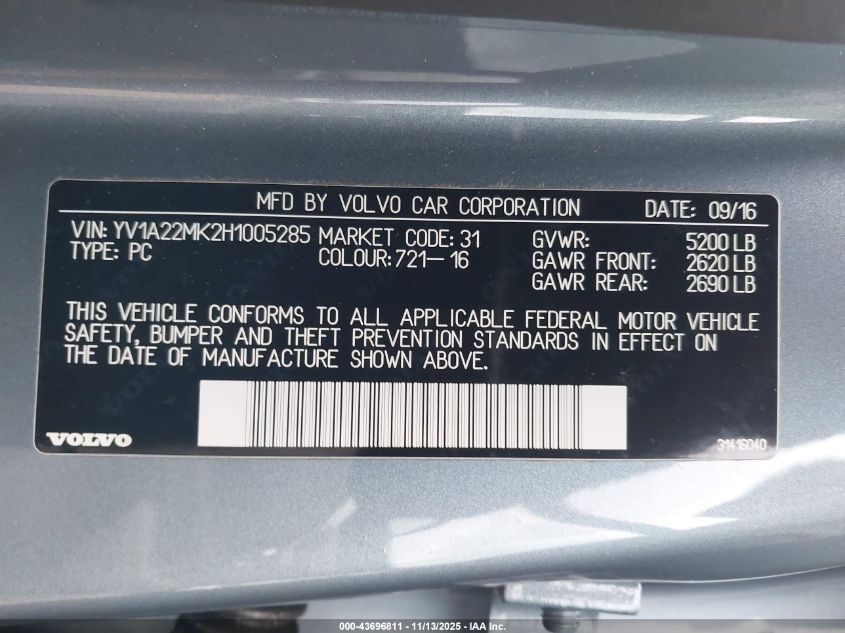 MFD BY VOLVO CAR CORPORATION DATE: 09/16
VIN: YV1A22MK2H1005285 MARKET CODE: 31 GVWR: 5200 LB
TYPE: PC COLOUR: 721-16 GAWR FRONT: 2620 LB
GAWR REAR: 2690 LB
THIS VEHICLE CONFORMS TO ALL APPLICABLE FEDERAL MOTOR VEHICLE
SAFETY, BUMPER AND THEFT PREVENTION STANDARDS IN EFFECT ON
THE DATE OF MANUFACTURE SHOWN ABOVE.
VOLVO 31416040
000-43696811 - 11/13/2025 - IAA Inc.